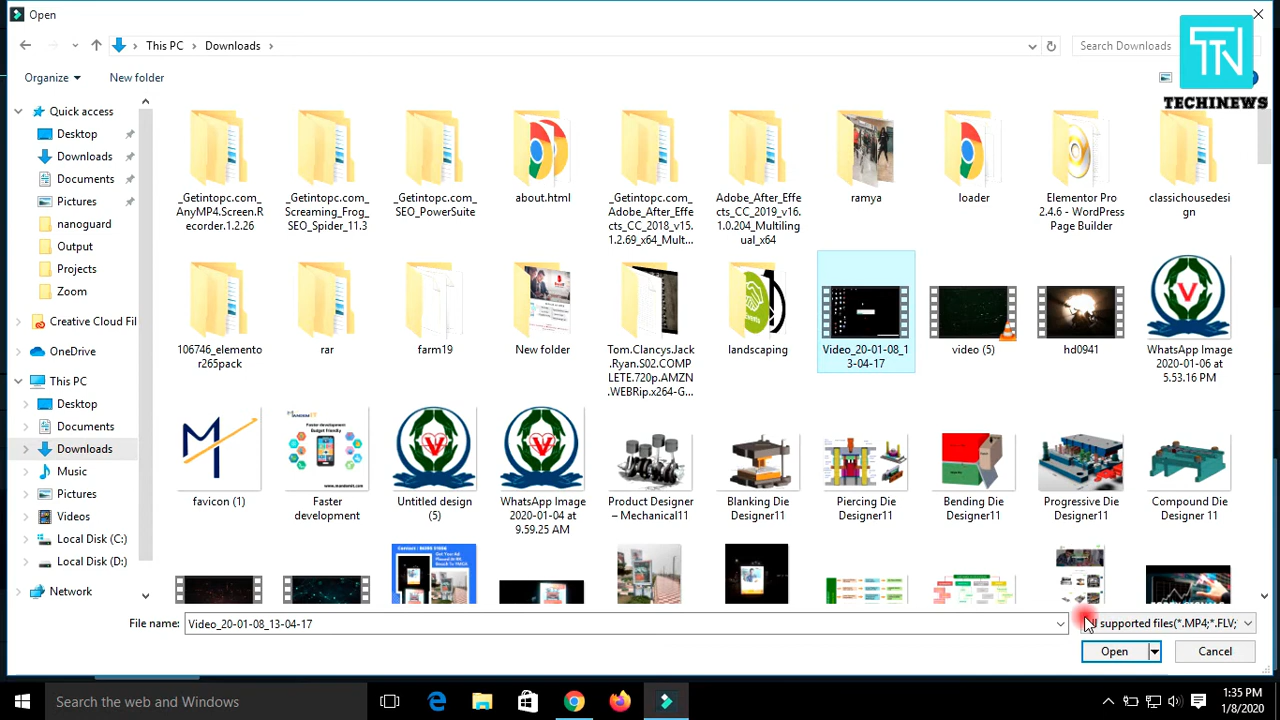 Open
This PC
Downloads
Search Downloads
TN
TECHINEWS
Organize
New folder
Quick access
Desktop
Downloads
Documents
Pictures
nanoguard
Output
Projects
Zoom
Creative Cloud Fil
OneDrive
This PC
Desktop
Documents
Downloads
Music
Pictures
Videos
Local Disk (C:)
Local Disk (D:)
Network
_Getintopc.com_
AnyMP4.Screen.R
ecorder.1.2.26
_Getintopc.com_
Screaming_Frog_
SEO_Spider_11.3
_Getintopc.com_
SEO_PowerSuite
about.html
_Getintopc.com_
Adobe_After_Effe
cts_CC_2018_v15.
1.2.69_x64_Mult...
Adobe_After_Effe
cts_CC_2019_v16.
1.0.204_Multiling
ual_x64
ramya
loader
Elementor Pro
2.4.6 - WordPress
Page Builder
classichousedesi
gn
106746_elemento
r265pack
rar
farm19
New folder
Tom.Clancys.Jack
.Ryan.S02.COMP
LETE.720p.AMZN
.WEBRip.x264-G...
landscaping
Video_20-01-08_1
3-04-17
video (5)
hd0941
WhatsApp Image
2020-01-06 at
5.53.16 PM
favicon (1)
Faster
development
Untitled design
(5)
WhatsApp Image
2020-01-04 at
9.59.25 AM
Product Designer
– Mechanical11
Blanking Die
Designer11
Piercing Die
Designer11
Bending Die
Designer11
Progressive Die
Designer11
Compound Die
Designer 11
File name:
Video_20-01-08_13-04-17
supported files(*.MP4;*.FLV;
Open
Cancel
Search the web and Windows
1:35 PM
1/8/2020